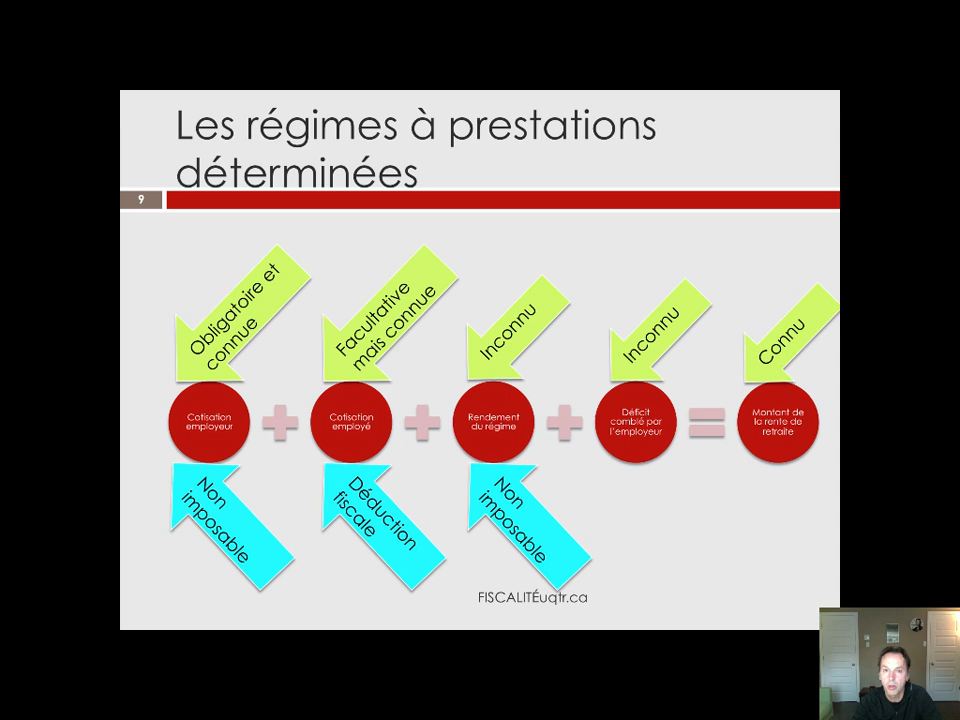 Les régimes à prestations
déterminées
9
Obligatoire et
connue
Facultative
mais connue
Inconnu
Inconnu
Connu
Cotisation
employeur
Cotisation
employé
Rendement
du régime
Déficit
comblé par
l'employeur
Montant de
la rente de
retraite
Non
imposable
Déduction
fiscale
Non
imposable
FISCALITÉuqtr.ca